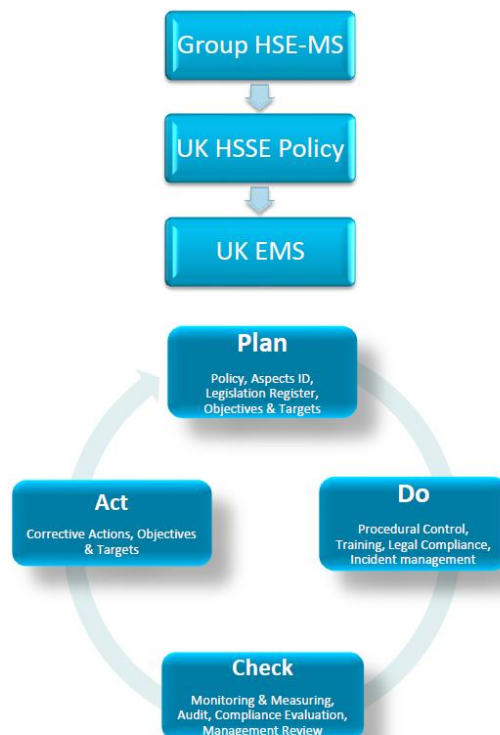 Group HSE-MS
UK HSSE Policy
UK EMS
Plan
Policy, Aspects ID,
Legislation Register,
Objectives & Targets
Do
Procedural Control,
Training, Legal Compliance,
Incident management
Act
Corrective Actions, Objectives
& Targets
Check
Monitoring & Measuring,
Audit, Compliance Evaluation,
Management Review